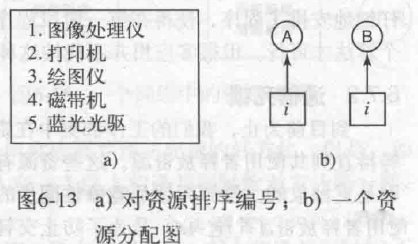 1. 图像处理仪
2. 打印机
3. 绘图仪
4. 磁带机
5. 蓝光光驱
a)
A
B
i
i
b)
图6-13 a) 对资源排序编号；b) 一个资
源分配图